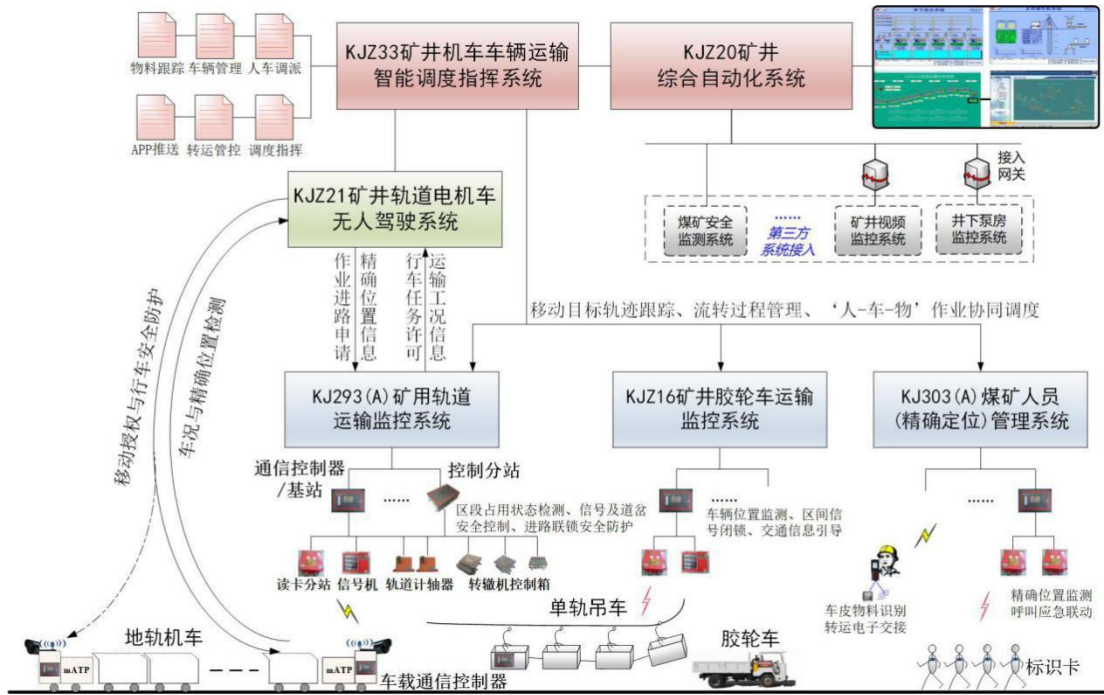 物料跟踪 车辆管理 人车调派
APP推送 转运管控 调度指挥
KJZ33矿井机车车辆运输
智能调度指挥系统
KJZ20矿井
综合自动化系统
接入
网关
煤矿安全
监测系统
......
第三方
系统接入
矿井视频
监控系统
井下泵房
监控系统
KJZ21矿井轨道电机车
无人驾驶系统
作业进路申请
精确位置信息
行车任务许可
运输工况信息
移动授权与行车安全防护
车况与精确位置检测
移动目标轨迹跟踪、流转过程管理、‘人-车-物’作业协同调度
KJ293(A)矿用轨道
运输监控系统
KJZ16矿井胶轮车运输
监控系统
KJ303(A)煤矿人员
(精确定位)管理系统
通信控制器
/基站
......
控制分站
区段占用状态检测、信号及道岔
安全控制、进路联锁安全防护
读卡分站 信号机 轨道计轴器 转辙机控制箱
......
车辆位置监测、区间信
号闭锁、交通信息引导
......
车皮物料识别
转运电子交接
精确位置监测
呼叫应急联动
地轨机车
mATP
mATP
车载通信控制器
单轨吊车
胶轮车
标识卡